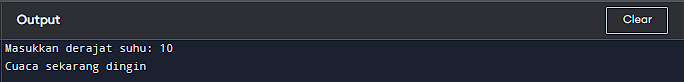 Output
Clear
Masukkan derajat suhu: 10
Cuaca sekarang dingin